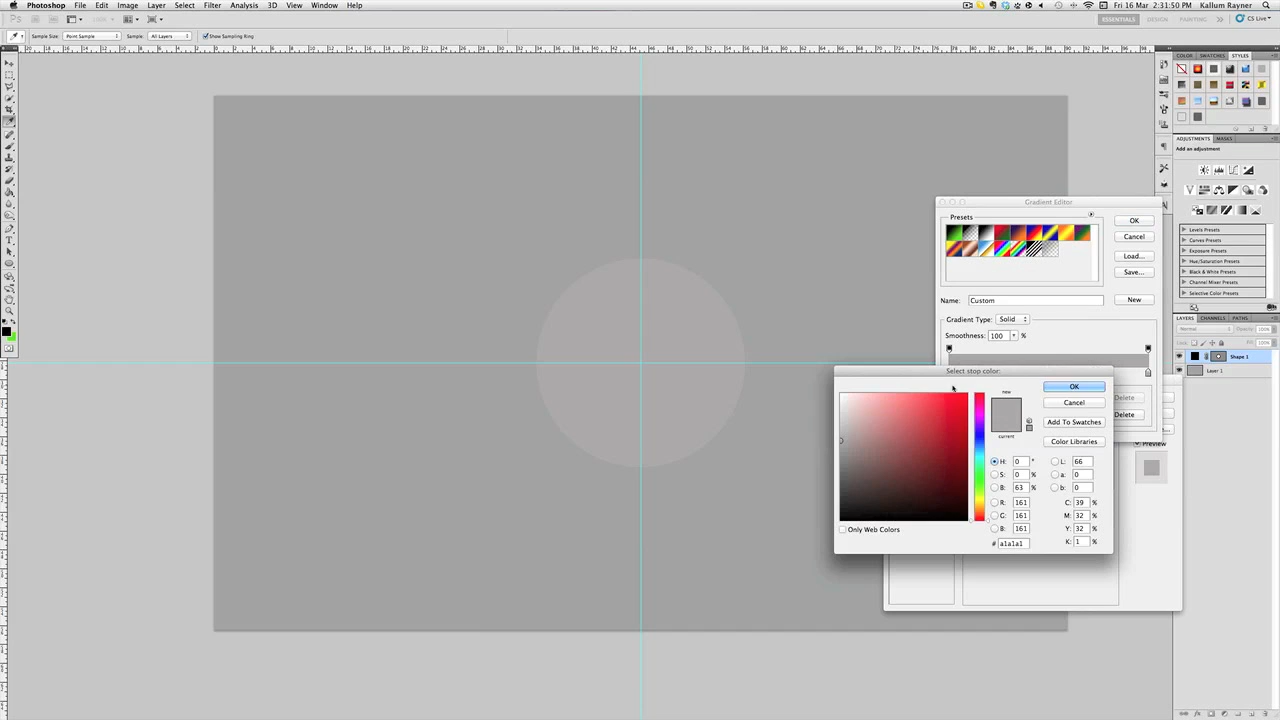 Photoshop File Edit Image Layer Select Filter Analysis 3D View Window Help
Fri 16 Mar 2:31:50 PM Kallum Rayner
ESSENTIALS DESIGN PAINTING CS Live
Sample Size: Point Sample Sample: All Layers Show Sampling Ring
COLOR SWATCHES STYLES
ADJUSTMENTS MASKS
Add an adjustment
Levels Presets
Curves Presets
Exposure Presets
Hue/Saturation Presets
Black & White Presets
Channel Mixer Presets
Selective Color Presets
LAYERS CHANNELS PATHS
Normal Opacity: 100%
Lock: Fill: 100%
Shape 1
Layer 1
Gradient Editor
Presets
OK
Cancel
Load...
Save...
Name: Custom
New
Gradient Type: Solid
Smoothness: 100 %
Delete
Delete
Preview
Select stop color:
new
current
OK
Cancel
Add To Swatches
Color Libraries
H: 0 ° L: 66
S: 0 % a: 0
B: 63 % b: 0
R: 161 C: 39 %
G: 161 M: 32 %
B: 161 Y: 32 %
# a1a1a1 K: 1 %
Only Web Colors